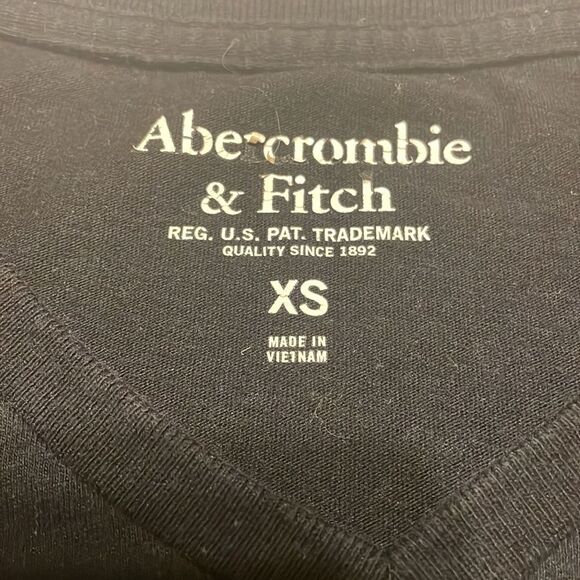 Abercrombie
& Fitch
REG. U.S. PAT. TRADEMARK
QUALITY SINCE 1892
XS
MADE IN
VIETNAM